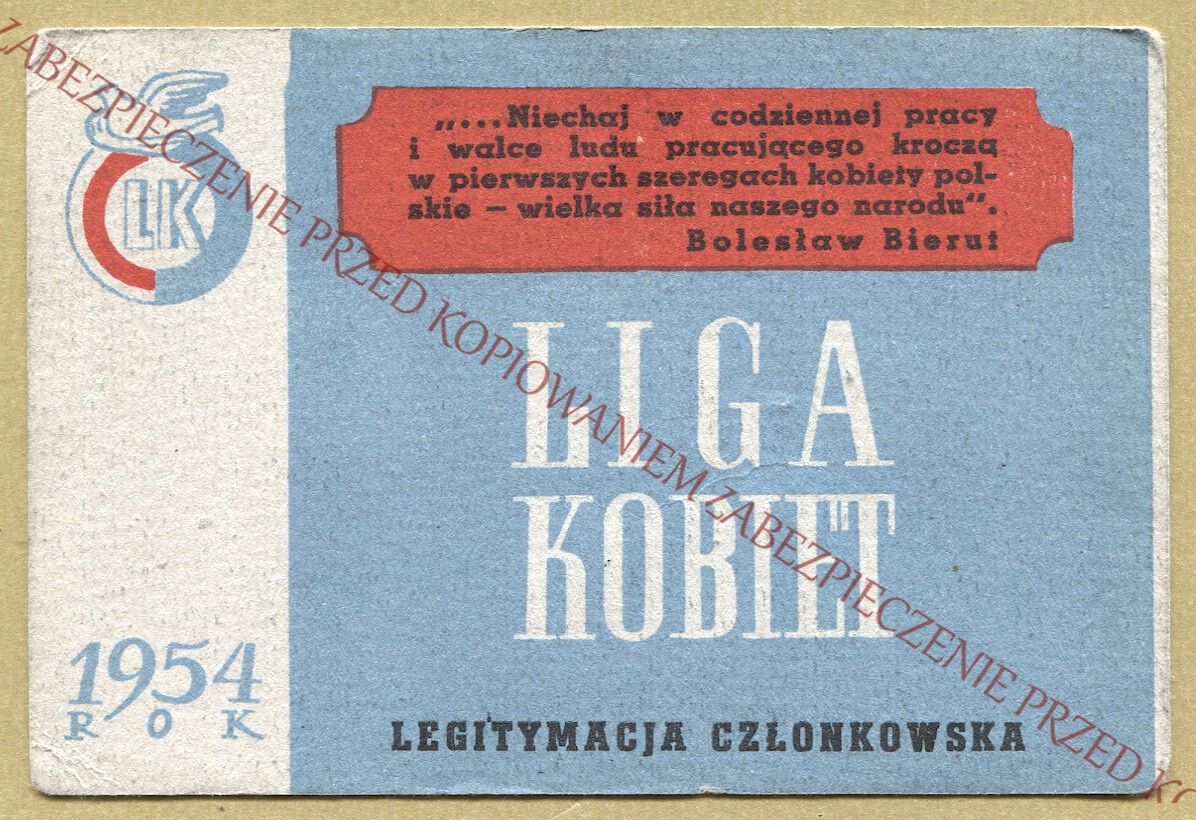 LK
„...Niechaj w codziennej pracy
i walce ludu pracującego kroczą
w pierwszych szeregach kobiety pol-
skie – wielka siła naszego narodu".
Bolesław Bierut
LIGA
KOBIET
1954
ROK
LEGITYMACJA CZŁONKOWSKA
ZABEZPIECZENIE PRZED KOPIOWANIEM ZABEZPIECZENIE PRZED KO